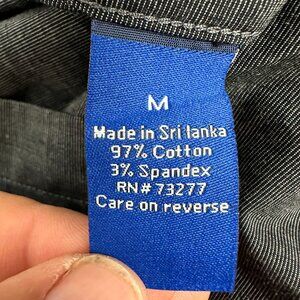 M
Made in Sri lanka
97% Cotton
3% Spandex
RN# 73277
Care on reverse